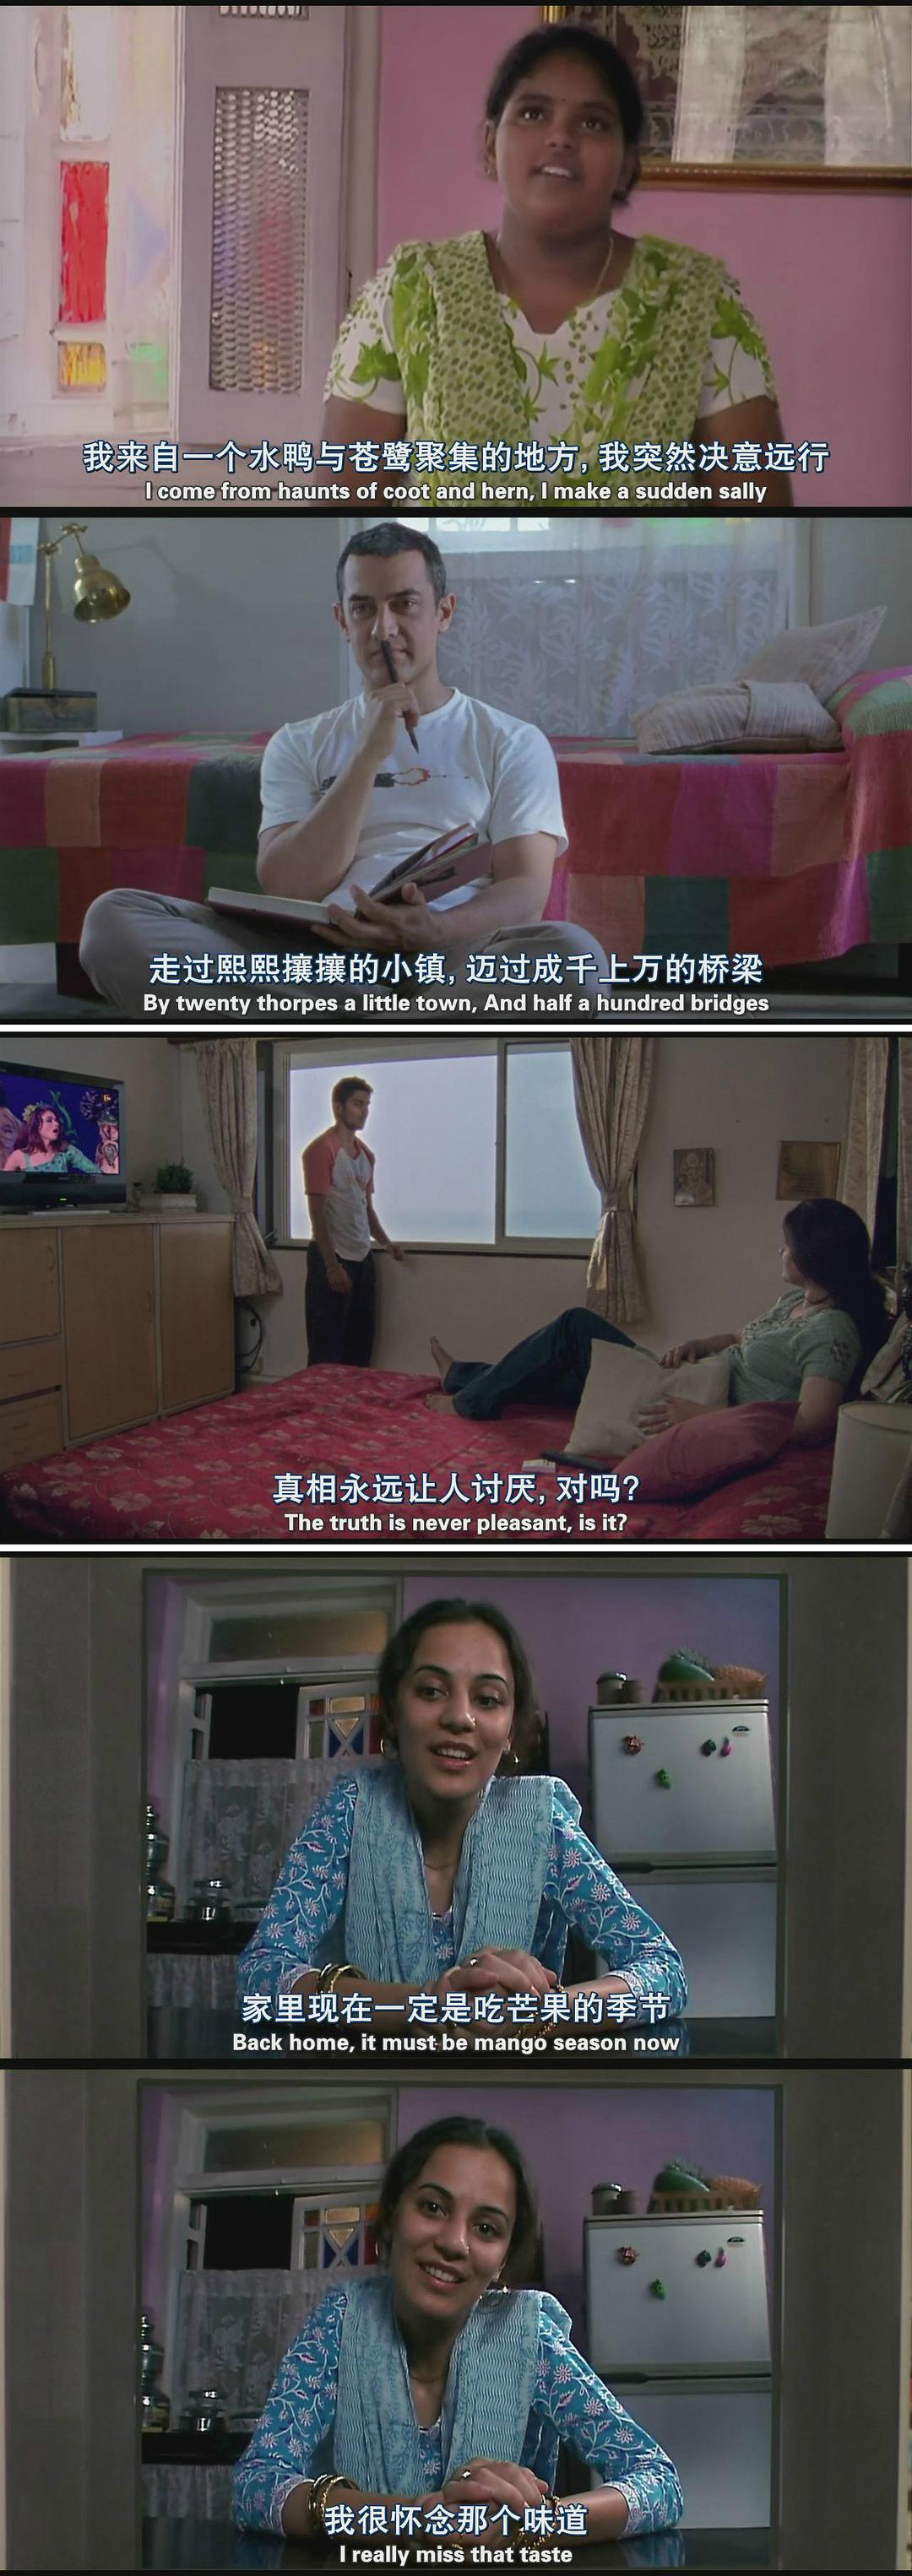 我来自一个水鸭与苍鹭聚集的地方, 我突然决意远行
I come from haunts of coot and hern, I make a sudden sally
走过熙熙攘攘的小镇, 迈过成千上万的桥梁
By twenty thorpes a little town, And half a hundred bridges
真相永远让人讨厌, 对吗?
The truth is never pleasant, is it?
家里现在一定是吃芒果的季节
Back home, it must be mango season now
我很怀念那个味道
I really miss that taste